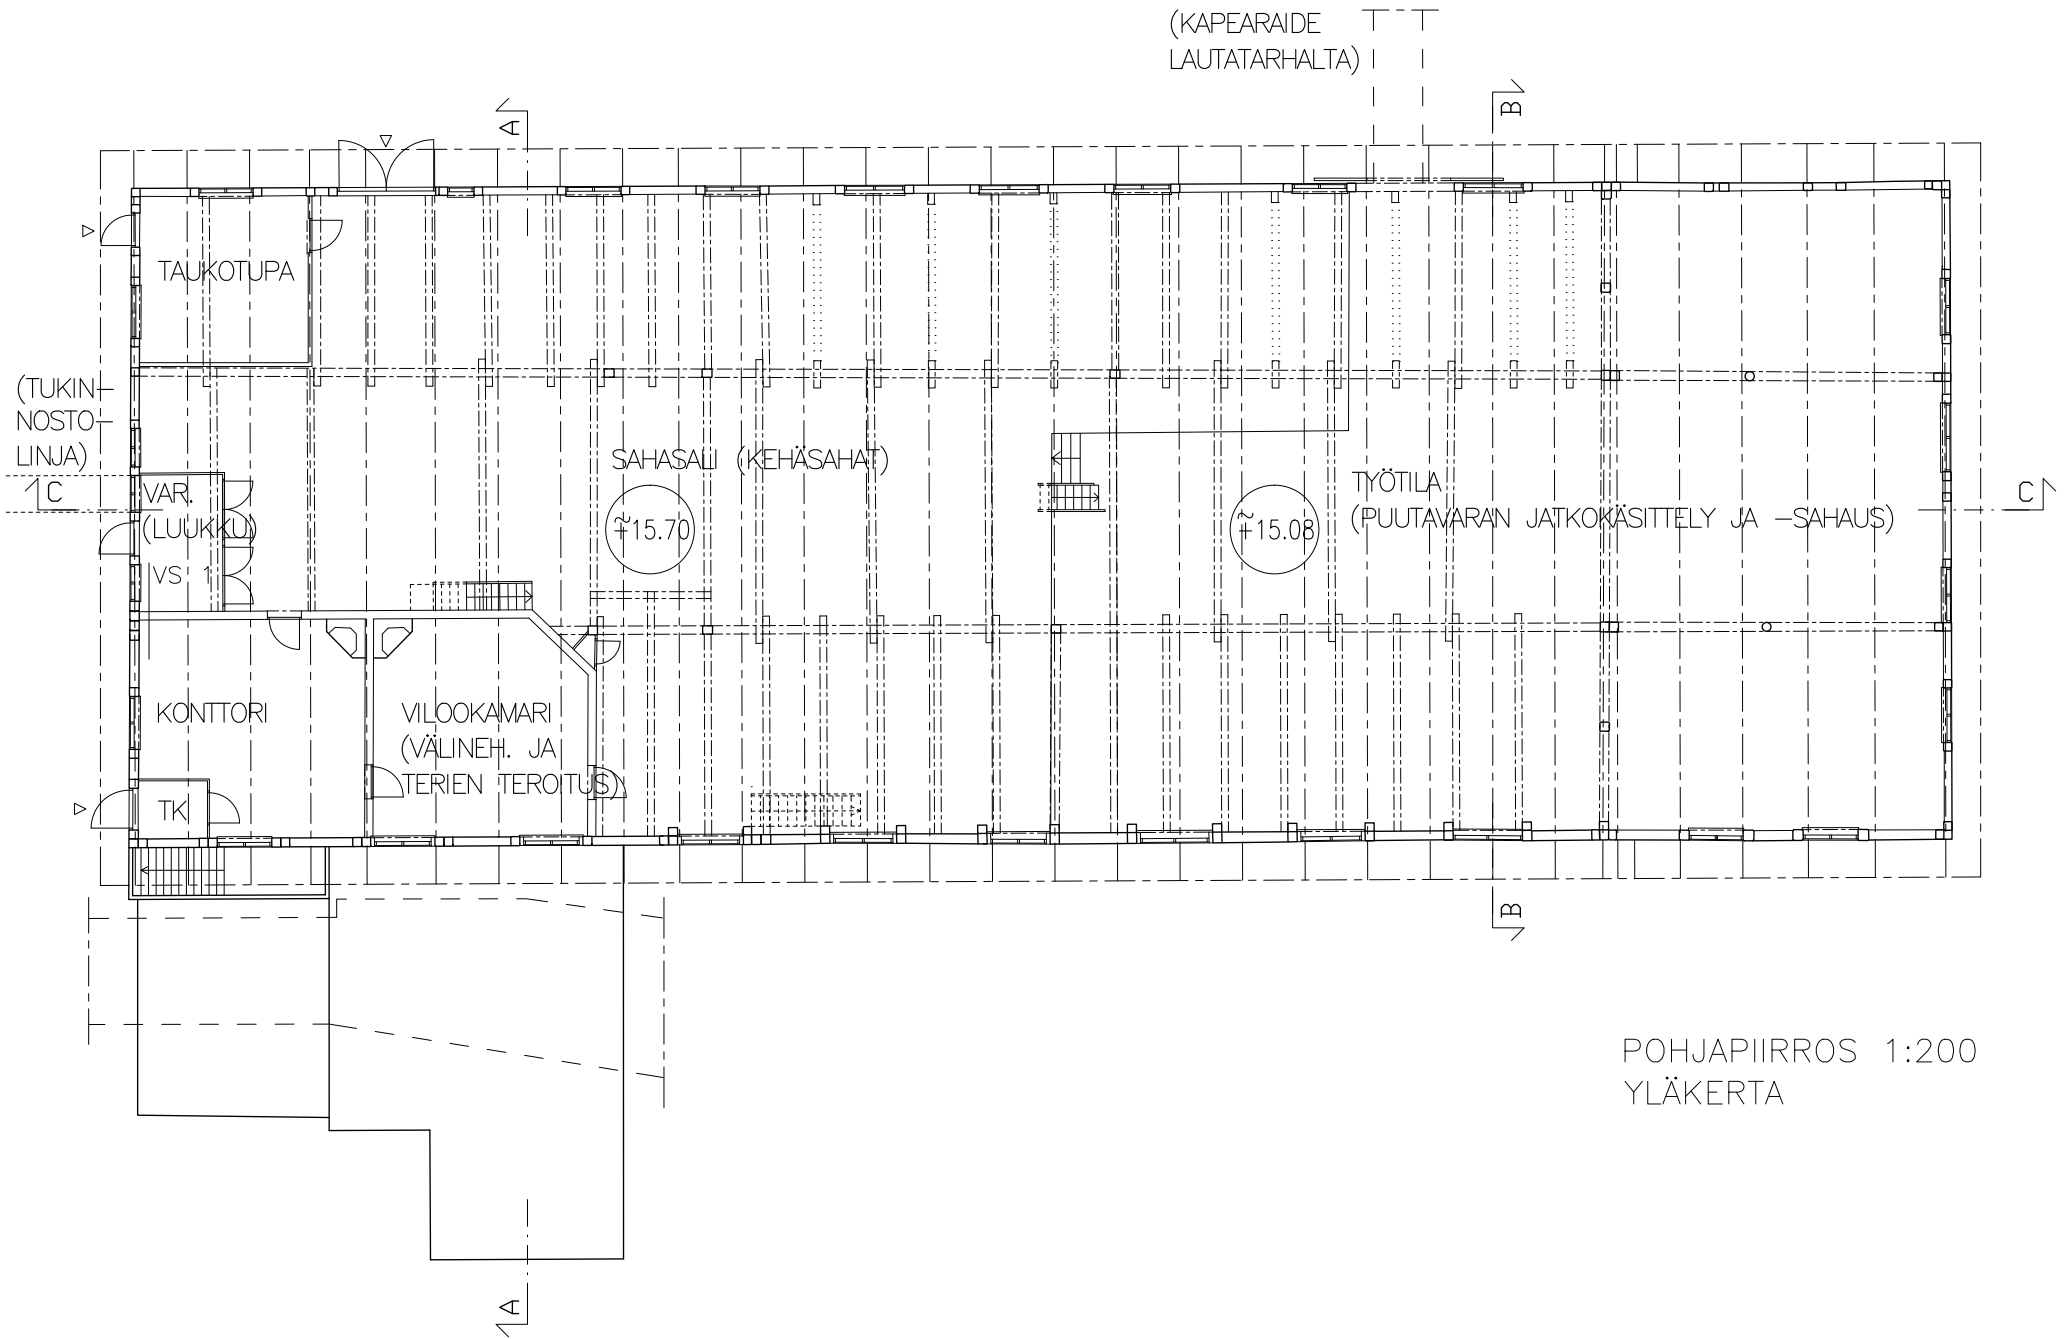 (KAPEARAIDE
LAUTATARHALTA)
A
B
TAUKOTUPA
(TUKIN-
NOSTO-
LINJA)
C
VAR.
(LUUKKU)
VS 1
SAHASALI (KEHÄSAHAT)
+15.70
TYÖTILA
(PUUTAVARAN JATKOKÄSITTELY JA -SAHAUS)
+15.08
C
KONTTORI
VILOOKAMARI
(VÄLINEH. JA
TERIEN TEROITUS)
TK
B
A
POHJAPIIRROS 1:200
YLÄKERTA